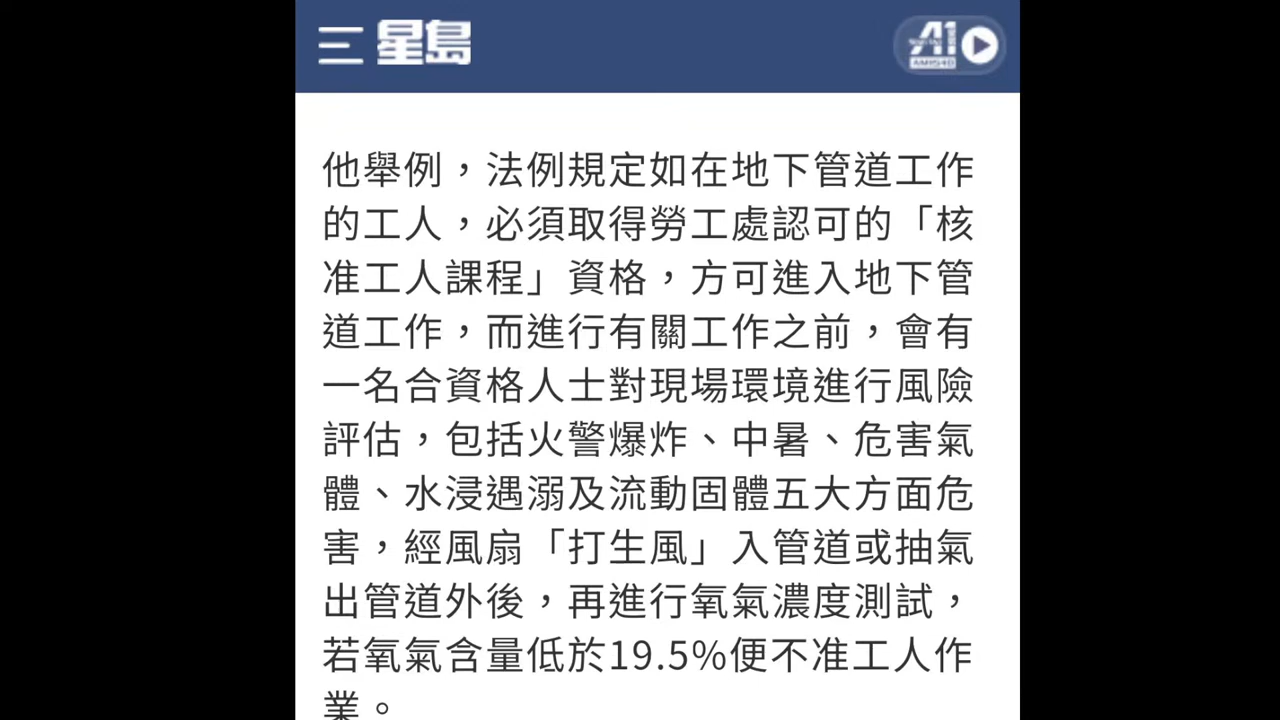 三 星島
A1
他舉例，法例規定如在地下管道工作
的工人，必須取得勞工處認可的「核
准工人課程」資格，方可進入地下管
道工作，而進行有關工作之前，會有
一名合資格人士對現場環境進行風險
評估，包括火警爆炸、中暑、危害氣
體、水浸遇溺及流動固體五大方面危
害，經風扇「打生風」入管道或抽氣
出管道外後，再進行氧氣濃度測試，
若氧氣含量低於19.5%便不准工人作
業。